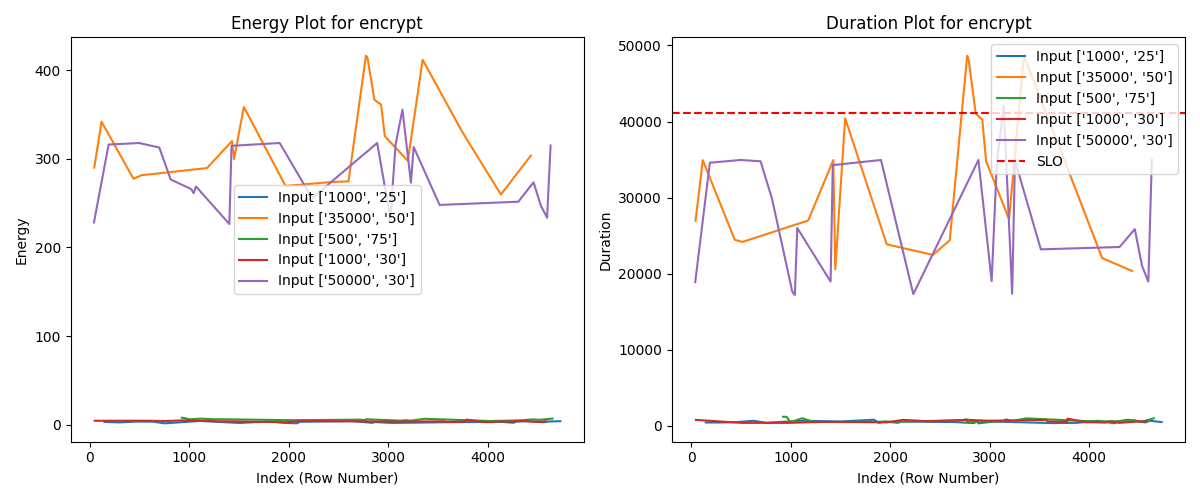 Energy Plot for encrypt
Energy
400
300
200
100
0
Input ['1000', '25']
Input ['35000', '50']
Input ['500', '75']
Input ['1000', '30']
Input ['50000', '30']
0 1000 2000 3000 4000
Index (Row Number)
Duration Plot for encrypt
Duration
50000
40000
30000
20000
10000
0
Input ['1000', '25']
Input ['35000', '50']
Input ['500', '75']
Input ['1000', '30']
Input ['50000', '30']
SLO
0 1000 2000 3000 4000
Index (Row Number)